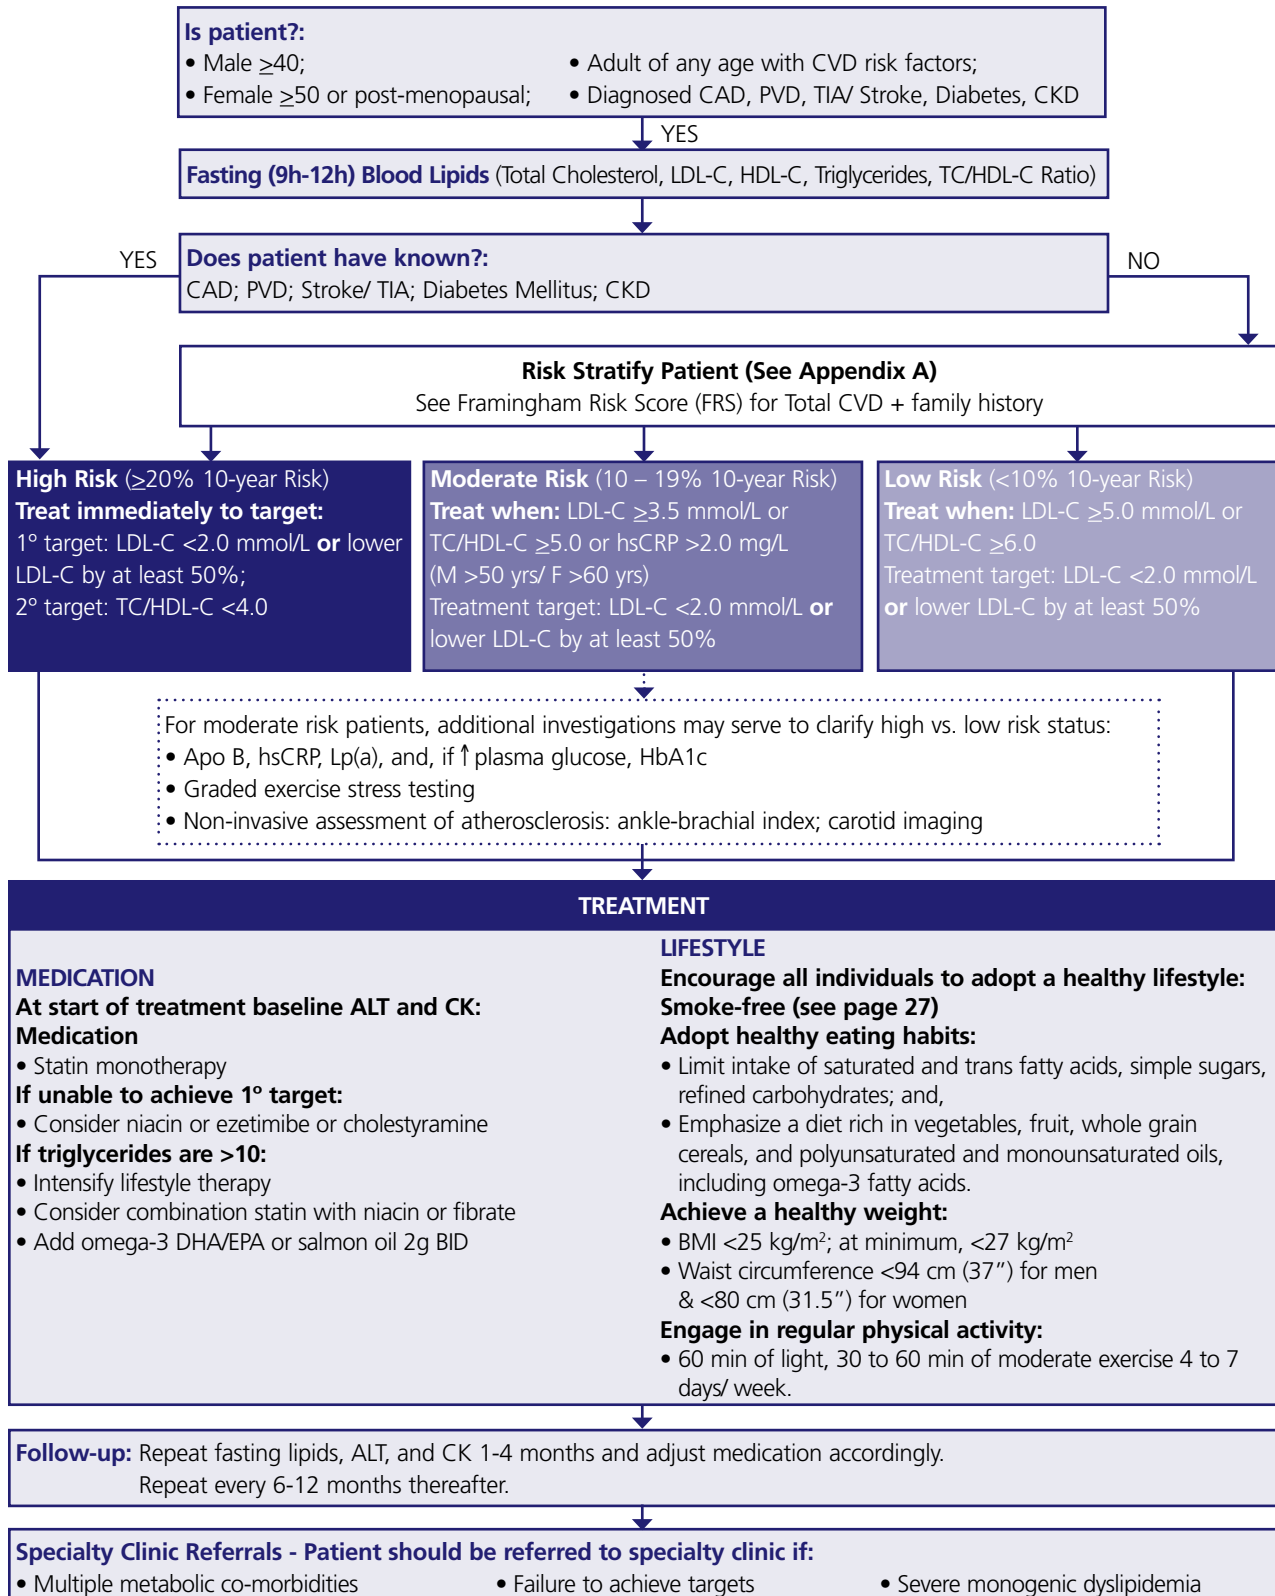 Is patient?:
• Male ≥40;
• Female ≥50 or post-menopausal;
• Adult of any age with CVD risk factors;
• Diagnosed CAD, PVD, TIA/ Stroke, Diabetes, CKD
YES
Fasting (9h-12h) Blood Lipids (Total Cholesterol, LDL-C, HDL-C, Triglycerides, TC/HDL-C Ratio)
YES
Does patient have known?:
CAD; PVD; Stroke/ TIA; Diabetes Mellitus; CKD
NO
Risk Stratify Patient (See Appendix A)
See Framingham Risk Score (FRS) for Total CVD + family history
High Risk (≥20% 10-year Risk)
Treat immediately to target:
1º target: LDL-C <2.0 mmol/L or lower
LDL-C by at least 50%;
2º target: TC/HDL-C <4.0
Moderate Risk (10 – 19% 10-year Risk)
Treat when: LDL-C ≥3.5 mmol/L or
TC/HDL-C ≥5.0 or hsCRP >2.0 mg/L
(M >50 yrs/ F >60 yrs)
Treatment target: LDL-C <2.0 mmol/L or
lower LDL-C by at least 50%
Low Risk (<10% 10-year Risk)
Treat when: LDL-C ≥5.0 mmol/L or
TC/HDL-C ≥6.0
Treatment target: LDL-C <2.0 mmol/L
or lower LDL-C by at least 50%
For moderate risk patients, additional investigations may serve to clarify high vs. low risk status:
• Apo B, hsCRP, Lp(a), and, if ↑ plasma glucose, HbA1c
• Graded exercise stress testing
• Non-invasive assessment of atherosclerosis: ankle-brachial index; carotid imaging
TREATMENT
MEDICATION
At start of treatment baseline ALT and CK:
Medication
• Statin monotherapy
If unable to achieve 1º target:
• Consider niacin or ezetimibe or cholestyramine
If triglycerides are >10:
• Intensify lifestyle therapy
• Consider combination statin with niacin or fibrate
• Add omega-3 DHA/EPA or salmon oil 2g BID
LIFESTYLE
Encourage all individuals to adopt a healthy lifestyle:
Smoke-free (see page 27)
Adopt healthy eating habits:
• Limit intake of saturated and trans fatty acids, simple sugars,
refined carbohydrates; and,
• Emphasize a diet rich in vegetables, fruit, whole grain
cereals, and polyunsaturated and monounsaturated oils,
including omega-3 fatty acids.
Achieve a healthy weight:
• BMI <25 kg/m²; at minimum, <27 kg/m²
• Waist circumference <94 cm (37″) for men
& <80 cm (31.5″) for women
Engage in regular physical activity:
• 60 min of light, 30 to 60 min of moderate exercise 4 to 7
days/ week.
Follow-up: Repeat fasting lipids, ALT, and CK 1-4 months and adjust medication accordingly.
Repeat every 6-12 months thereafter.
Specialty Clinic Referrals - Patient should be referred to specialty clinic if:
• Multiple metabolic co-morbidities
• Failure to achieve targets
• Severe monogenic dyslipidemia